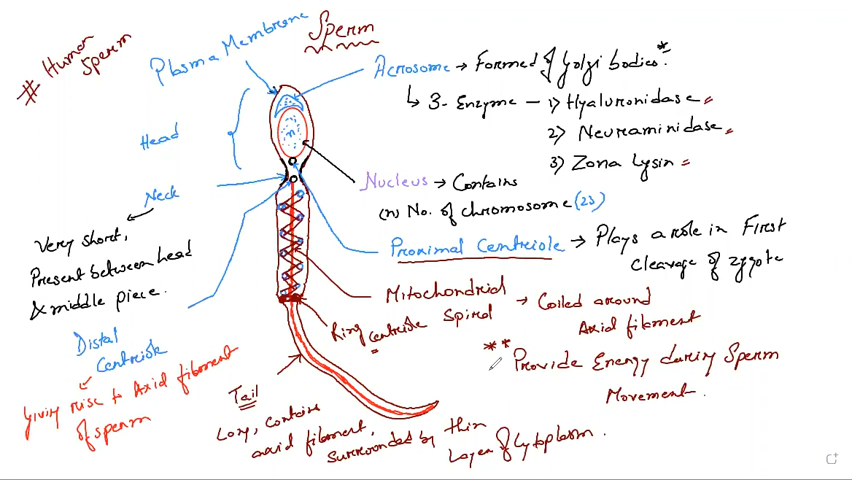 # Human
Sperm
Plasma Membrane
Sperm
Acrosome → Formed of Golgi bodies*.
↳ 3- Enzyme - 1) Hyaluronidase
2) Neuraminidase
3) Zona Lysin
Head
Nucleus → Contains
(n) No. of chromosome (23)
n
Neck
Very short,
Present between head
& middle piece.
Proximal Centriole → Plays a role in First
Cleavage of zygote
Mitochondrial
Spiral → Coiled around
Axial filament
** Provide Energy during Sperm
Movement.
Ring
Centriole
Distal
Centriole
Giving rise to Axial filament
of sperm
Tail
Long, contains
axial filament,
surrounded by thin
Layer of Cytoplasm.